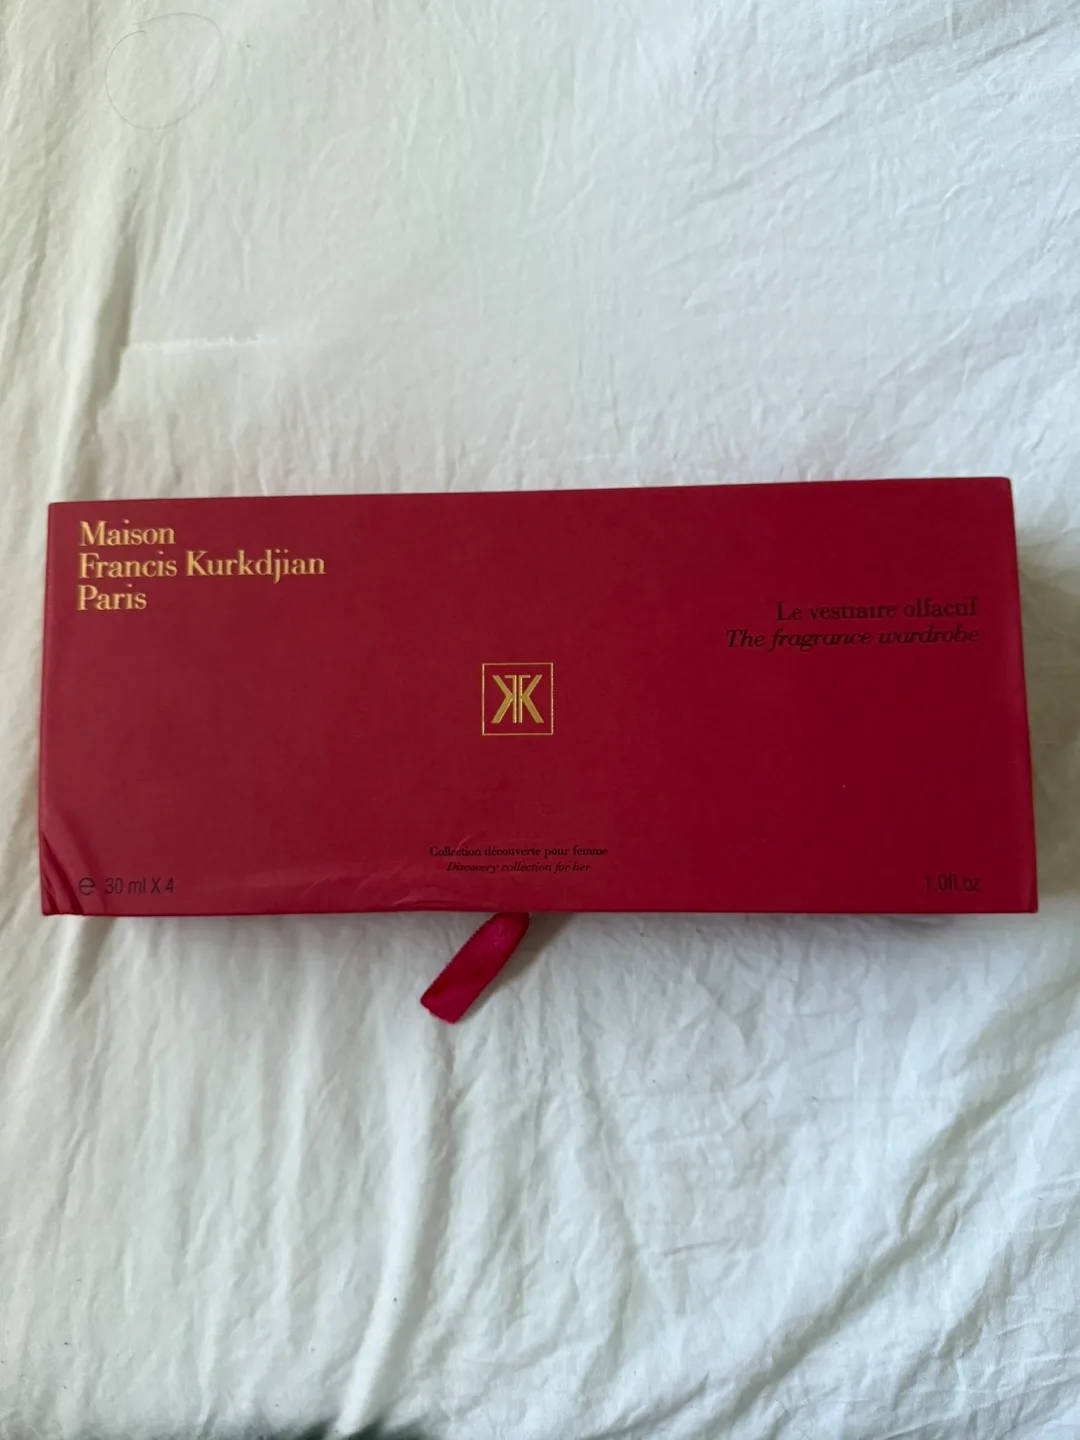 Maison
Francis Kurkdjian
Paris
Le vestiaire olfactif
The fragrance wardrobe
Collection découverte pour femme
Discovery collection for her
℮ 30 ml X 4
1.0fl.oz